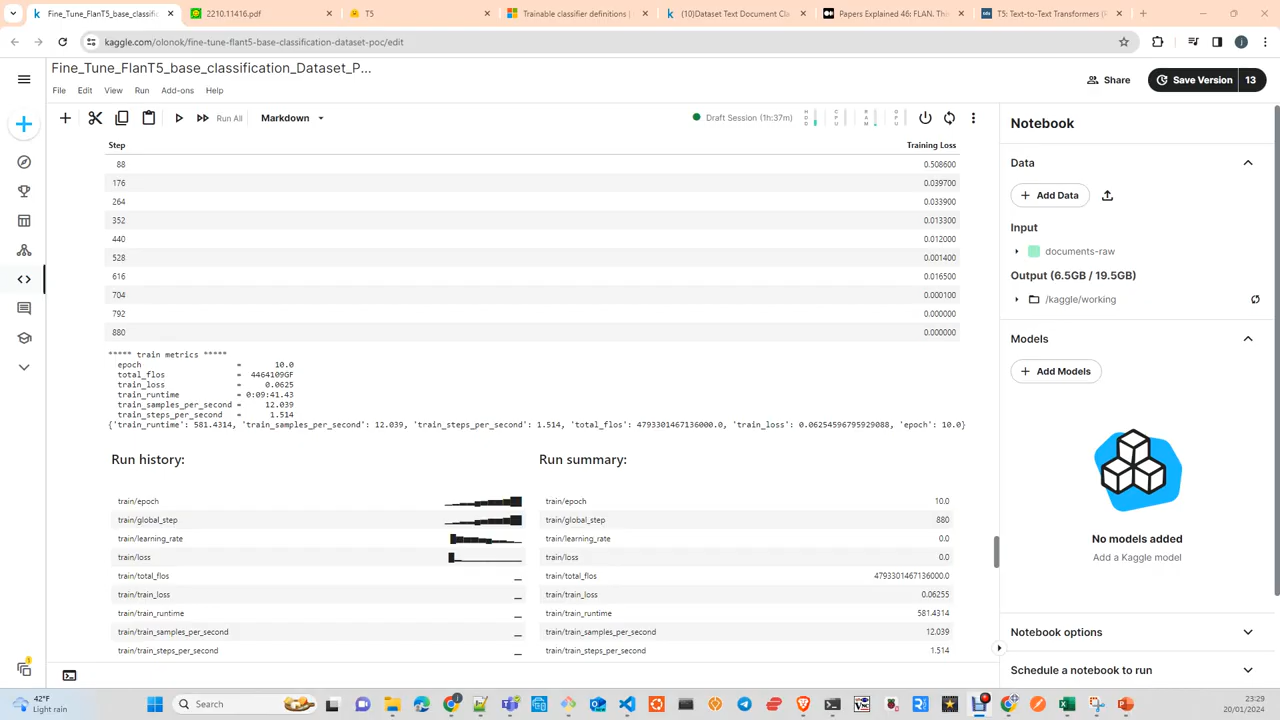 Fine_Tune_FlanT5_base_classific
2210.11416.pdf
T5
Trainable classifier definitions |
(10)Dataset Text Document Clas
Papers Explained 46: FLAN. Thi
T5: Text-to-Text Transformers (P
kaggle.com/olonok/fine-tune-flant5-base-classification-dataset-poc/edit
Fine_Tune_FlanT5_base_classification_Dataset_P...
File Edit View Run Add-ons Help
Share
Save Version 13
Run All
Markdown
Draft Session (1h:37m)
HDD
CPU
RAM
GPU
Step Training Loss
88 0.508600
176 0.039700
264 0.033900
352 0.013300
440 0.012000
528 0.001400
616 0.016500
704 0.000100
792 0.000000
880 0.000000
***** train metrics *****
epoch = 10.0
total_flos = 4464109GF
train_loss = 0.0625
train_runtime = 0:09:41.43
train_samples_per_second = 12.039
train_steps_per_second = 1.514
{'train_runtime': 581.4314, 'train_samples_per_second': 12.039, 'train_steps_per_second': 1.514, 'total_flos': 4793301467136000.0, 'train_loss': 0.06254596795929088, 'epoch': 10.0}
Run history:
train/epoch
train/global_step
train/learning_rate
train/loss
train/total_flos
train/train_loss
train/train_runtime
train/train_samples_per_second
train/train_steps_per_second
Run summary:
train/epoch 10.0
train/global_step 880
train/learning_rate 0.0
train/loss 0.0
train/total_flos 4793301467136000.0
train/train_loss 0.06255
train/train_runtime 581.4314
train/train_samples_per_second 12.039
train/train_steps_per_second 1.514
Notebook
Data
Add Data
Input
documents-raw
Output (6.5GB / 19.5GB)
/kaggle/working
Models
Add Models
No models added
Add a Kaggle model
Notebook options
Schedule a notebook to run
42°F
Light rain
Search
23:29
20/01/2024